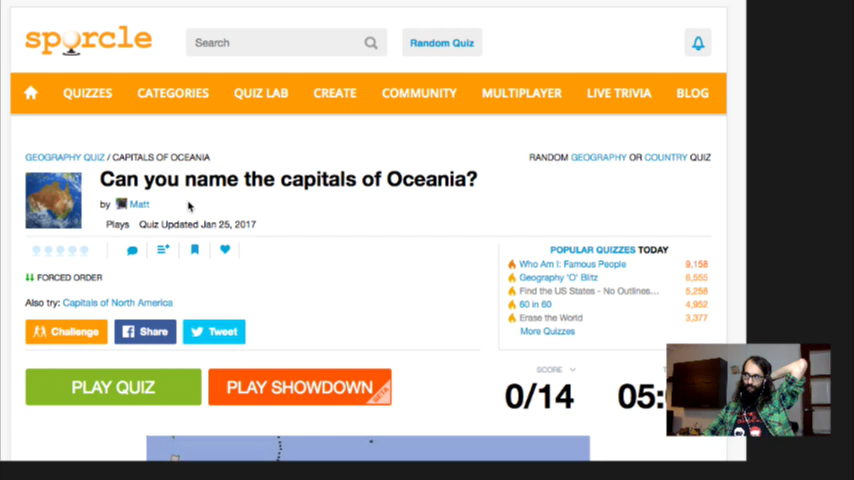 sporcle
Search
Random Quiz
QUIZZES CATEGORIES QUIZ LAB CREATE COMMUNITY MULTIPLAYER LIVE TRIVIA BLOG
GEOGRAPHY QUIZ / CAPITALS OF OCEANIA
RANDOM GEOGRAPHY OR COUNTRY QUIZ
Can you name the capitals of Oceania?
by Matt
Plays Quiz Updated Jan 25, 2017
FORCED ORDER
Also try: Capitals of North America
Challenge Share Tweet
POPULAR QUIZZES TODAY
Who Am I: Famous People 9,158
Geography 'O' Blitz 6,555
Find the US States - No Outlines... 5,258
60 in 60 4,952
Erase the World 3,377
More Quizzes
PLAY QUIZ
PLAY SHOWDOWN
BETA
SCORE
0/14
05: